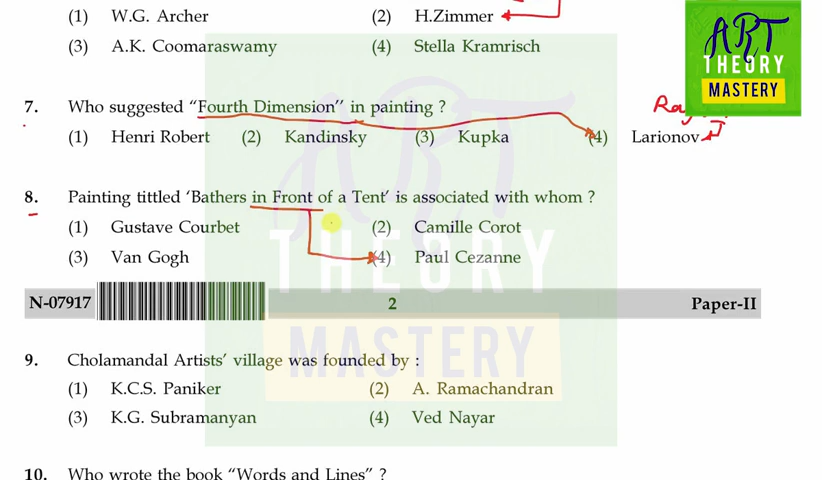 (1) W.G. Archer (2) H.Zimmer
(3) A.K. Coomaraswamy (4) Stella Kramrisch
ART
THEORY
MASTERY
7. Who suggested “Fourth Dimension’’ in painting ?
(1) Henri Robert (2) Kandinsky (3) Kupka (4) Larionov
8. Painting tittled ‘Bathers in Front of a Tent’ is associated with whom ?
(1) Gustave Courbet (2) Camille Corot
(3) Van Gogh (4) Paul Cezanne
ART
THEORY
MASTERY
N-07917 2 Paper-II
9. Cholamandal Artists’ village was founded by :
(1) K.C.S. Paniker (2) A. Ramachandran
(3) K.G. Subramanyan (4) Ved Nayar
10. Who wrote the book “Words and Lines” ?